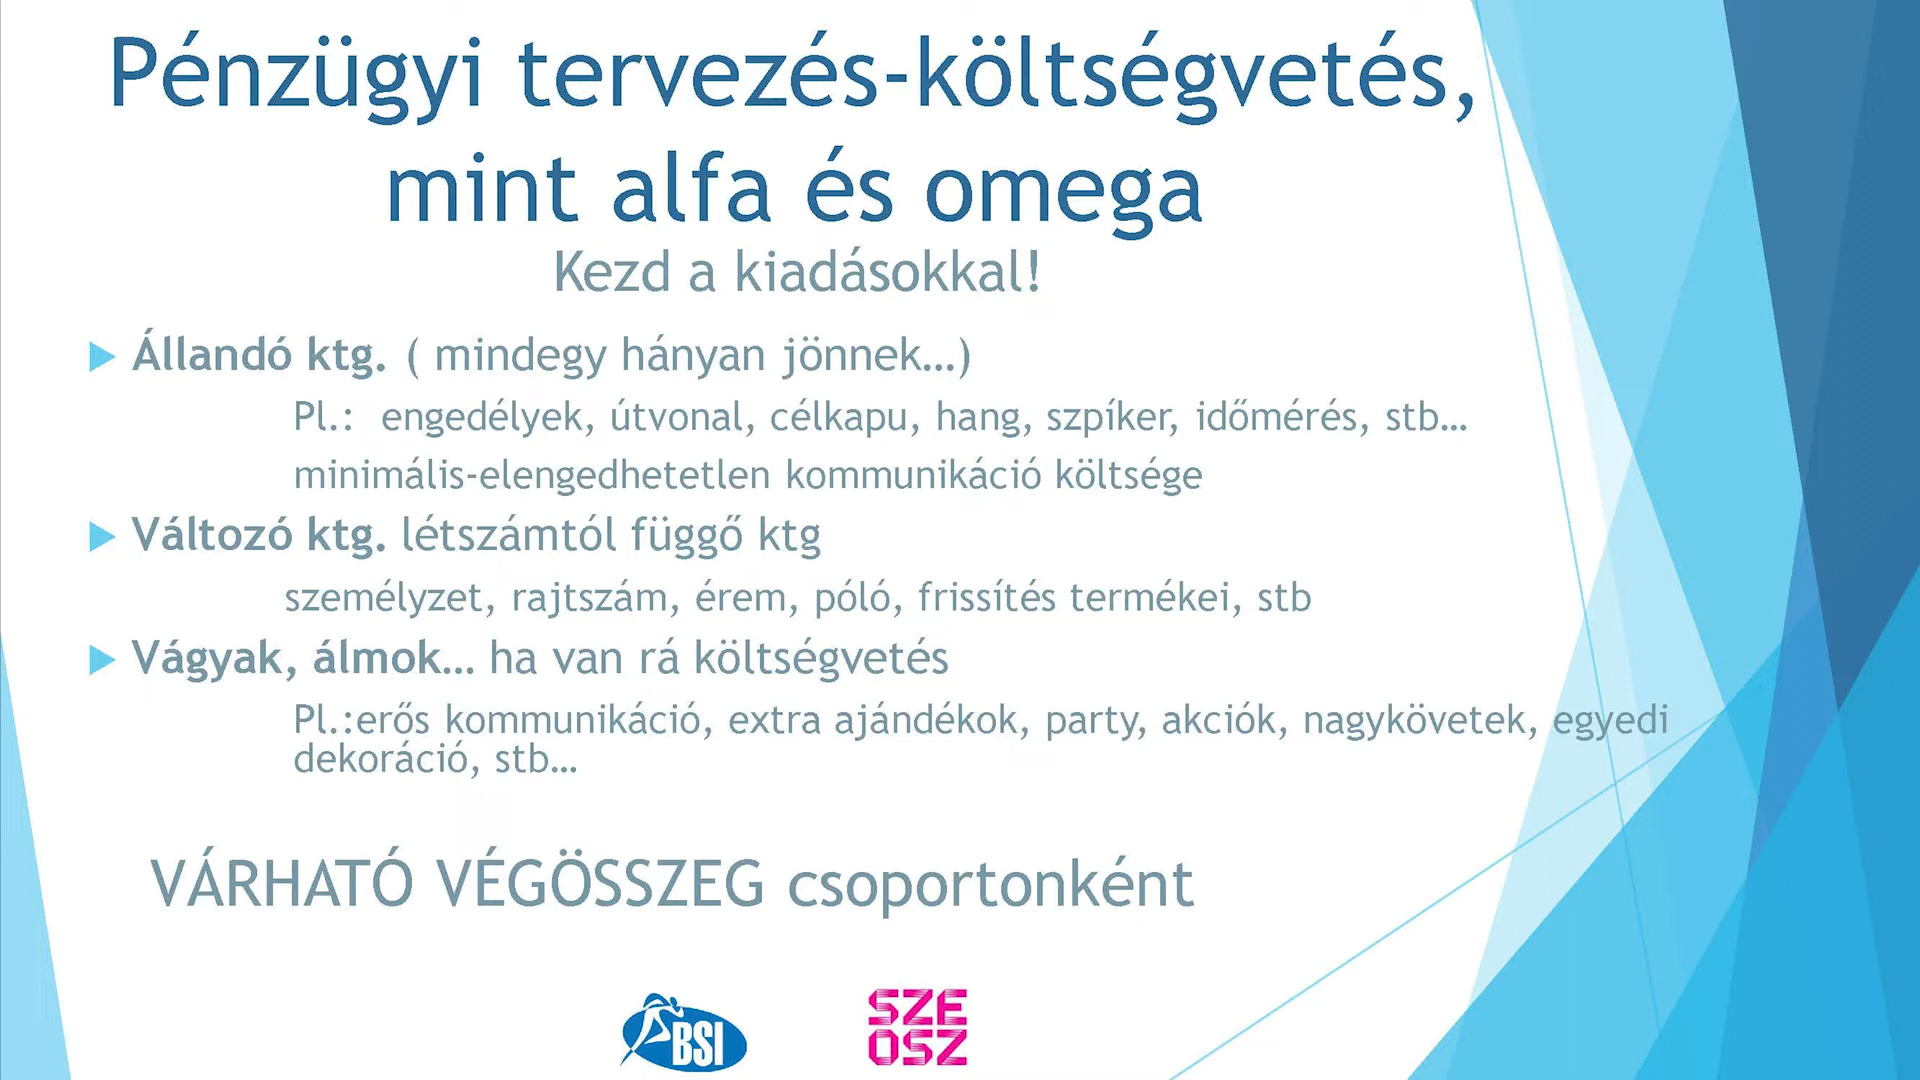 Pénzügyi tervezés-költségvetés,
mint alfa és omega
Kezd a kiadásokkal!
Állandó ktg. ( mindegy hányan jönnek…)
Pl.: engedélyek, útvonal, célkapu, hang, szpíker, időmérés, stb…
minimális-elengedhetetlen kommunikáció költsége
Változó ktg. létszámtól függő ktg
személyzet, rajtszám, érem, póló, frissítés termékei, stb
Vágyak, álmok… ha van rá költségvetés
Pl.:erős kommunikáció, extra ajándékok, party, akciók, nagykövetek, egyedi
dekoráció, stb…
VÁRHATÓ VÉGÖSSZEG csoportonként
BSI
SZE
OSZ